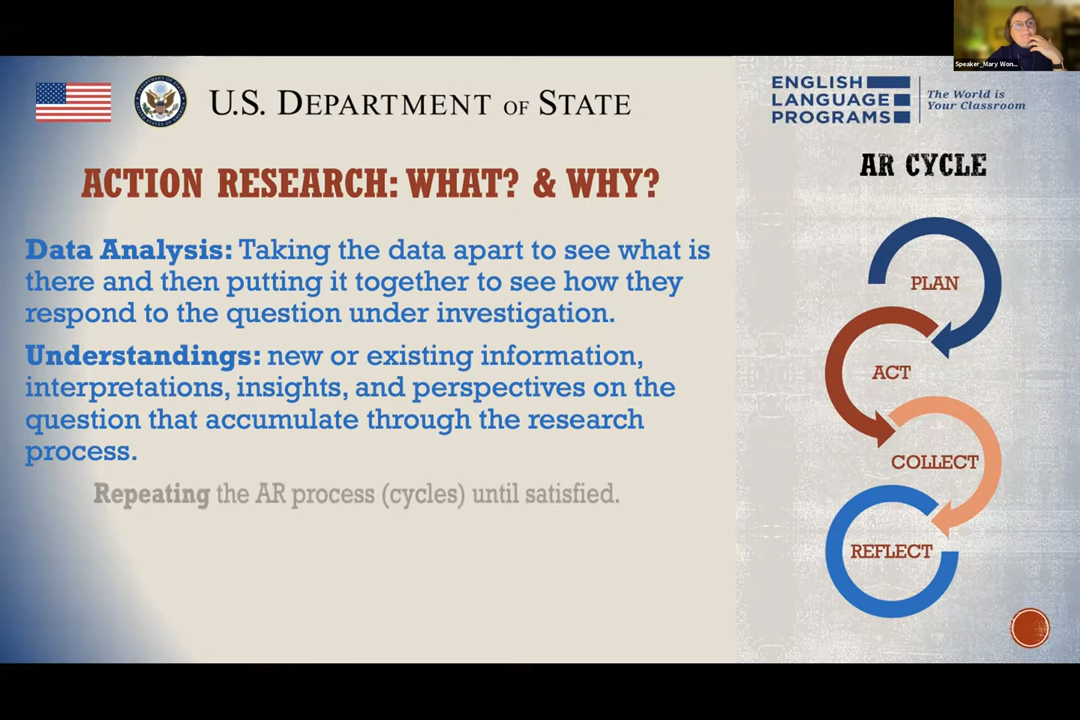 Speaker_Mary Won...
U.S. DEPARTMENT OF STATE
ENGLISH
LANGUAGE
PROGRAMS
The World is
Your Classroom
ACTION RESEARCH: WHAT? & WHY?
Data Analysis: Taking the data apart to see what is
there and then putting it together to see how they
respond to the question under investigation.
Understandings: new or existing information,
interpretations, insights, and perspectives on the
question that accumulate through the research
process.
Repeating the AR process (cycles) until satisfied.
AR CYCLE
PLAN
ACT
COLLECT
REFLECT